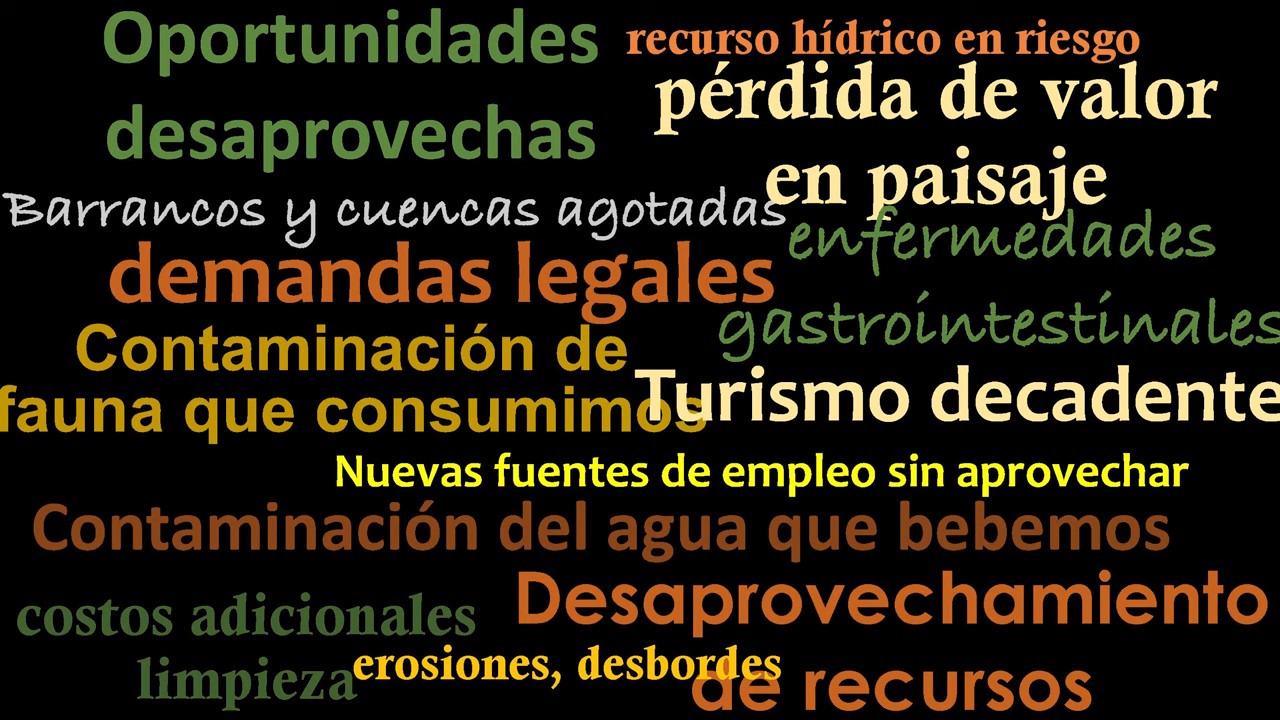 Oportunidades
desaprovechas
recurso hídrico en riesgo
pérdida de valor
en paisaje
Barrancos y cuencas agotadas
enfermedades
gastrointestinales
demandas legales
Contaminación de
fauna que consumimos
Turismo decadente
Nuevas fuentes de empleo sin aprovechar
Contaminación del agua que bebemos
Desaprovechamiento
de recursos
costos adicionales
limpieza
erosiones, desbordes